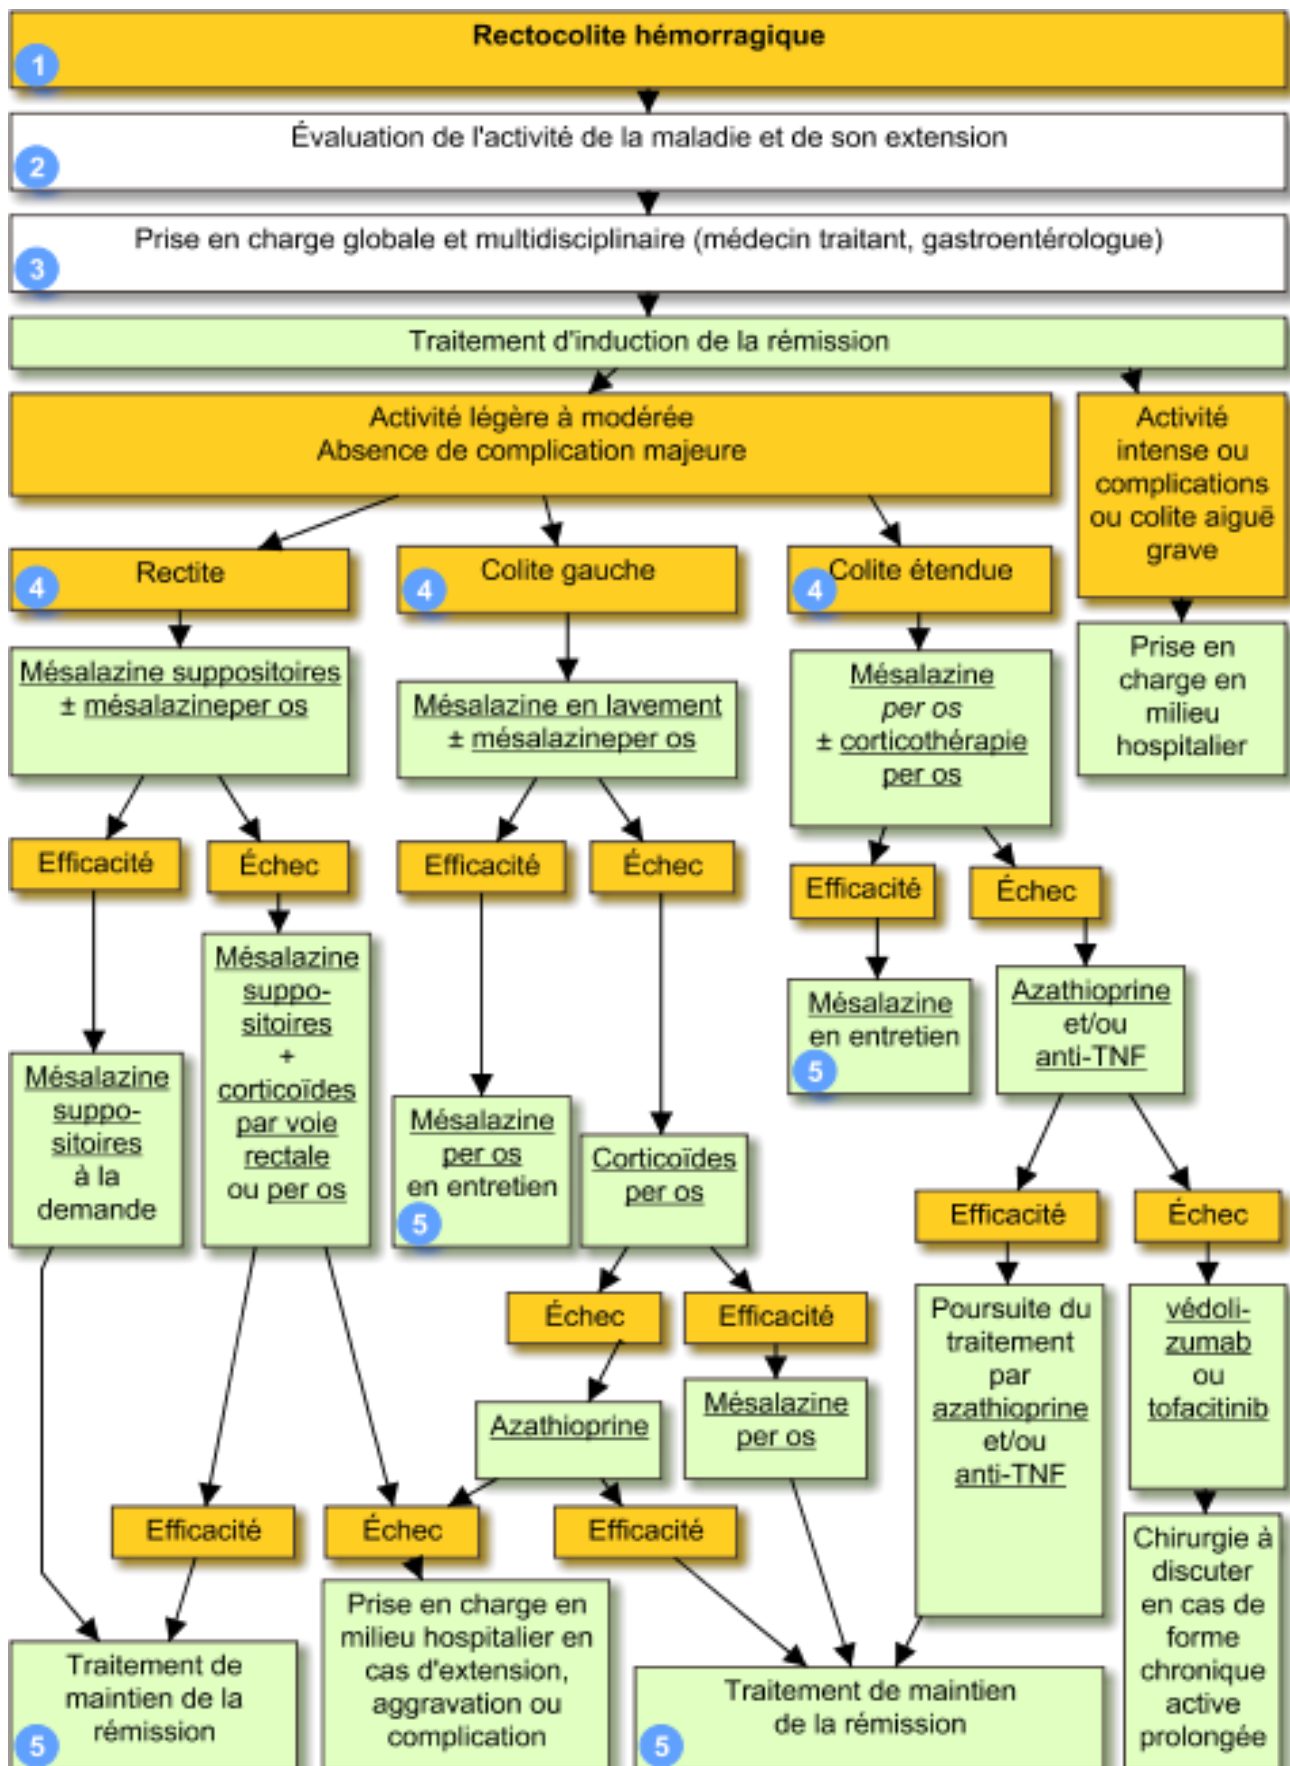 Rectocolite hémorragique
1
Évaluation de l'activité de la maladie et de son extension
2
Prise en charge globale et multidisciplinaire (médecin traitant, gastroentérologue)
3
Traitement d'induction de la rémission
Activité légère à modérée
Absence de complication majeure
Activité
intense ou
complications
ou colite aiguë
grave
Rectite
4
Colite gauche
4
Colite étendue
4
Prise en
charge en
milieu
hospitalier
Mésalazine suppositoires
± mésalazineper os
Mésalazine en lavement
± mésalazineper os
Mésalazine
per os
± corticothérapie
per os
Efficacité
Échec
Efficacité
Échec
Efficacité
Échec
Mésalazine
suppo-
sitoires
à la
demande
Mésalazine
suppo-
sitoires
+
corticoïdes
par voie
rectale
ou per os
Mésalazine
per os
en entretien
5
Corticoïdes
per os
Mésalazine
en entretien
5
Azathioprine
et/ou
anti-TNF
Échec
Efficacité
Efficacité
Échec
Azathioprine
Mésalazine
per os
Poursuite du
traitement
par
azathioprine
et/ou
anti-TNF
védoli-
zumab
ou
tofacitinib
Efficacité
Échec
Efficacité
Traitement de
maintien de la
rémission
5
Prise en charge en
milieu hospitalier en
cas d'extension,
aggravation ou
complication
Traitement de maintien
de la rémission
5
Chirurgie à
discuter
en cas de
forme
chronique
active
prolongée